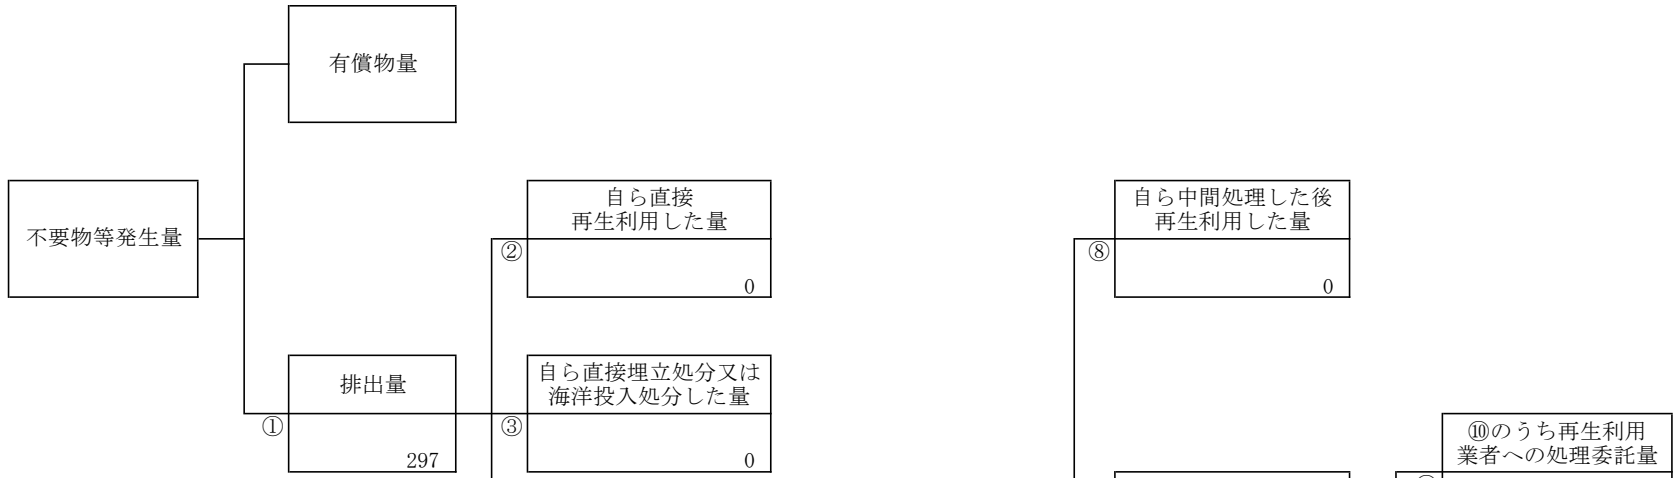 有償物量
不要物等発生量
自ら直接
再生利用した量
②
0
自ら中間処理した後
再生利用した量
⑧
0
排出量
①
297
自ら直接埋立処分又は
海洋投入処分した量
③
0
⑩のうち再生利用
業者への処理委託量